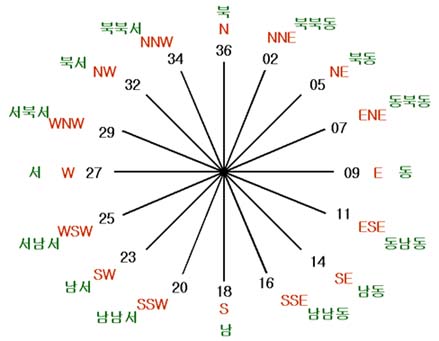 북
N
36
북북동
NNE
02
북동
NE
05
동북동
ENE
07
동
E
09
동남동
ESE
11
남동
SE
14
남남동
SSE
16
남
S
18
남남서
SSW
20
남서
SW
23
서남서
WSW
25
서
W
27
서북서
WNW
29
북서
NW
32
북북서
NNW
34